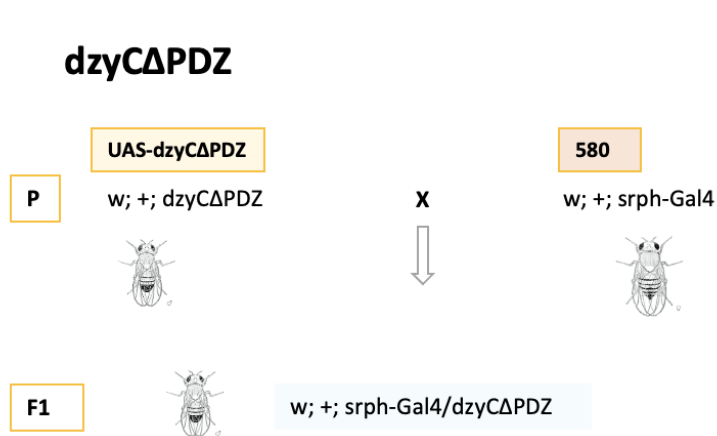 dzyCΔPDZ
UAS-dzyCΔPDZ
580
P
w; +; dzyCΔPDZ
X
w; +; srph-Gal4
♂
♀
F1
w; +; srph-Gal4/dzyCΔPDZ